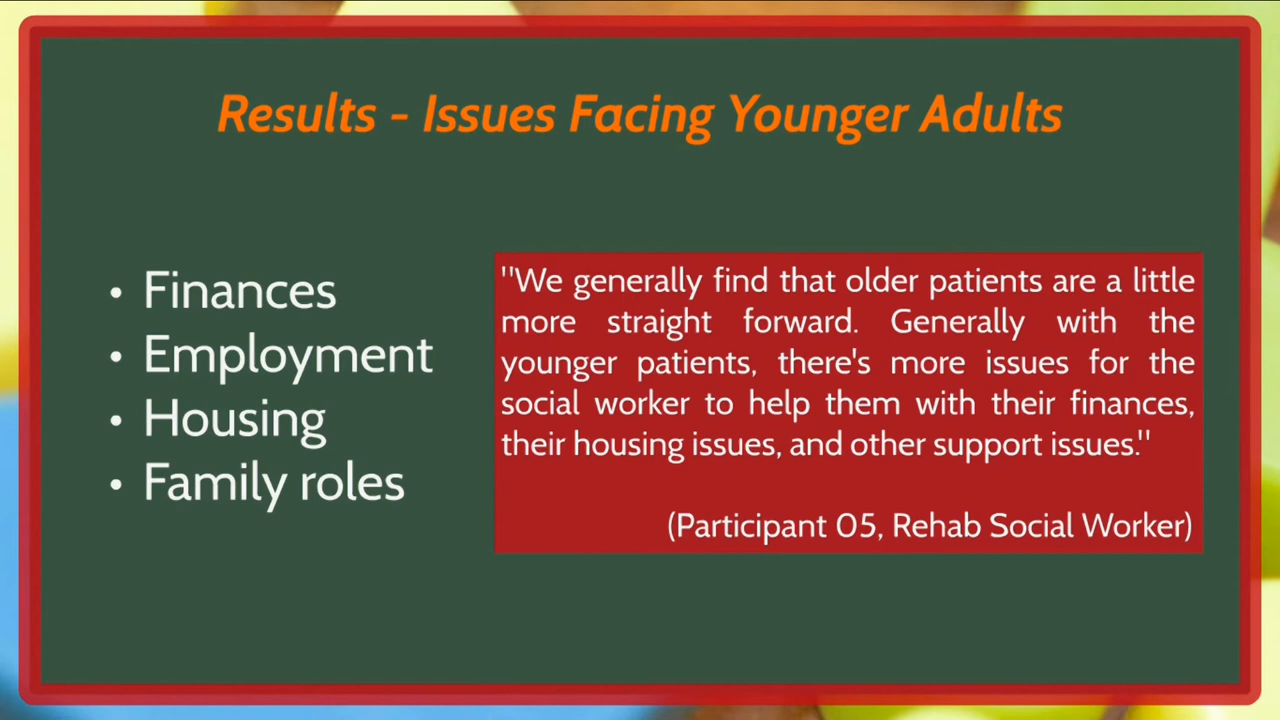 Results - Issues Facing Younger Adults
• Finances
• Employment
• Housing
• Family roles
"We generally find that older patients are a little
more straight forward. Generally with the
younger patients, there's more issues for the
social worker to help them with their finances,
their housing issues, and other support issues."
(Participant 05, Rehab Social Worker)